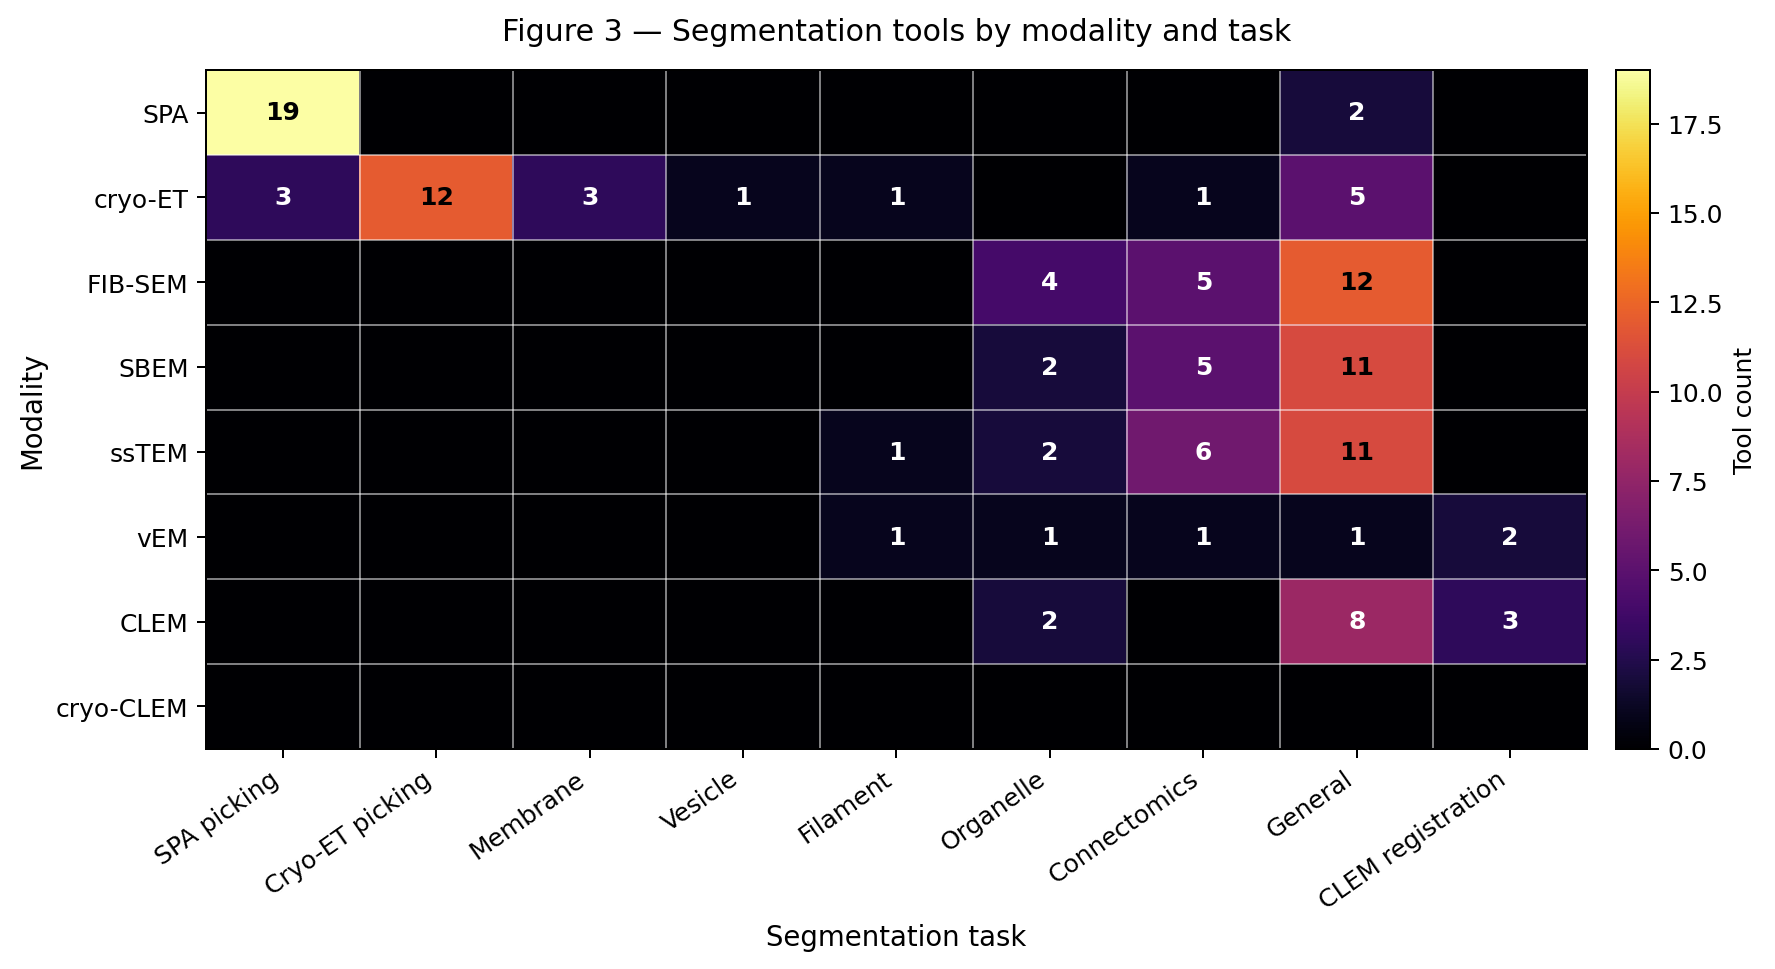 Figure 3 — Segmentation tools by modality and task
SPA 19 2
cryo-ET 3 12 3 1 1 1 5
FIB-SEM 4 5 12
SBEM 2 5 11
ssTEM 1 2 6 11
vEM 1 1 1 1 2
CLEM 2 8 3
cryo-CLEM
Modality
SPA picking
Cryo-ET picking
Membrane
Vesicle
Filament
Organelle
Connectomics
General
CLEM registration
Segmentation task
17.5
15.0
12.5
10.0
7.5
5.0
2.5
0.0
Tool count